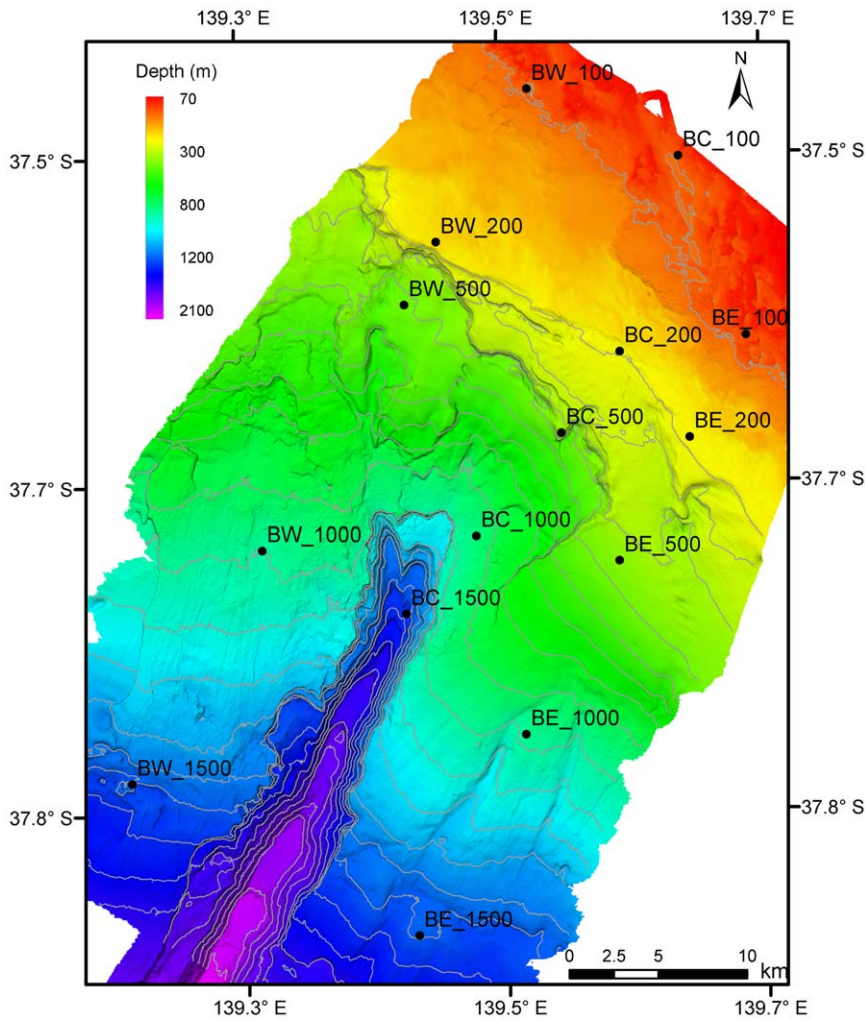 139.3° E 139.5° E 139.7° E
Depth (m)
70
300
800
1200
2100
N
BW_100
BC_100
37.5° S 37.5° S
BW_200
BW_500
BE_100
BC_200
BC_500
BE_200
37.7° S 37.7° S
BW_1000
BC_1000
BE_500
BC_1500
BE_1000
BW_1500
37.8° S 37.8° S
BE_1500
0 2.5 5 10
km
139.3° E 139.5° E 139.7° E